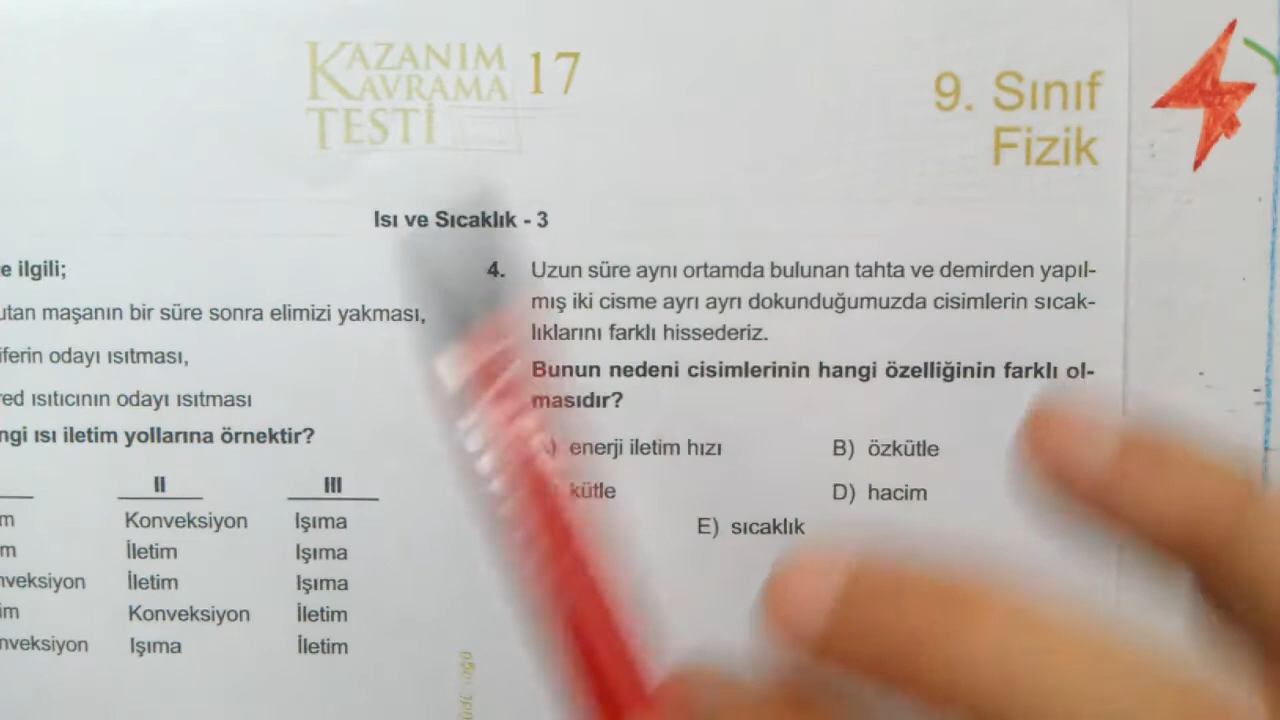 KAZANIM
KAVRAMA
TESTİ
17
9. Sınıf
Fizik
Isı ve Sıcaklık - 3
e ilgili;
utan maşanın bir süre sonra elimizi yakması,
iferin odayı ısıtması,
red ısıtıcının odayı ısıtması
ngi ısı iletim yollarına örnektir?
II III
m Konveksiyon Işıma
m İletim Işıma
nveksiyon İletim Işıma
im Konveksiyon İletim
nveksiyon Işıma İletim
4. Uzun süre aynı ortamda bulunan tahta ve demirden yapıl-
mış iki cisme ayrı ayrı dokunduğumuzda cisimlerin sıcak-
lıklarını farklı hissederiz.
Bunun nedeni cisimlerinin hangi özelliğinin farklı ol-
masıdır?
) enerji iletim hızı B) özkütle
kütle D) hacim
E) sıcaklık